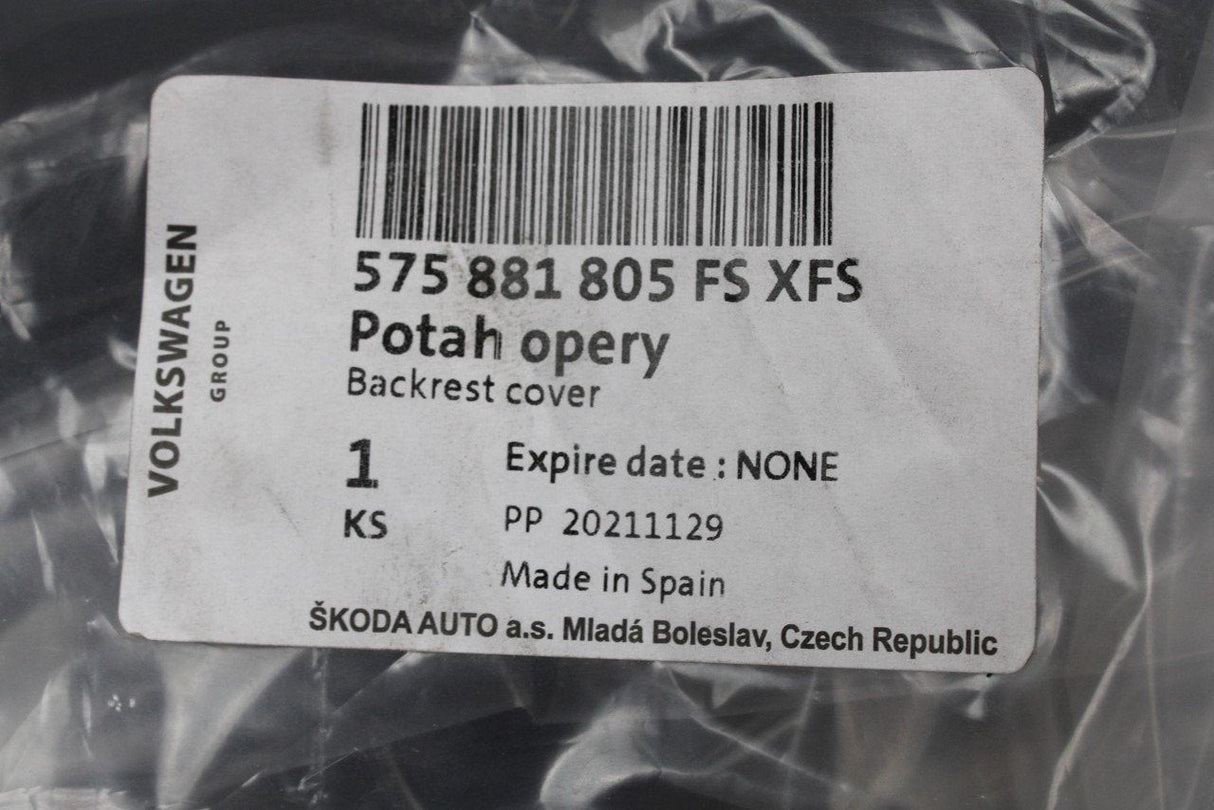 VOLKSWAGEN
GROUP
575 881 805 FS XFS
Potah opery
Backrest cover
1
KS
Expire date : NONE
PP 20211129
Made in Spain
ŠKODA AUTO a.s. Mladá Boleslav, Czech Republic